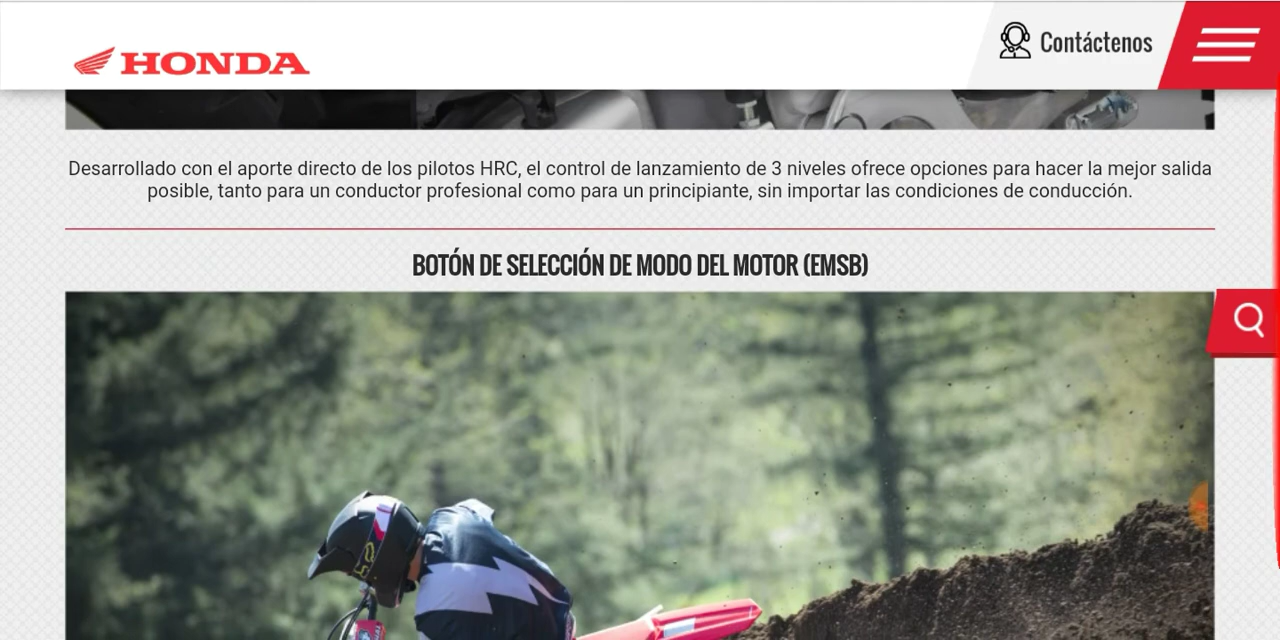 HONDA
Contáctenos
Desarrollado con el aporte directo de los pilotos HRC, el control de lanzamiento de 3 niveles ofrece opciones para hacer la mejor salida
posible, tanto para un conductor profesional como para un principiante, sin importar las condiciones de conducción.
BOTÓN DE SELECCIÓN DE MODO DEL MOTOR (EMSB)